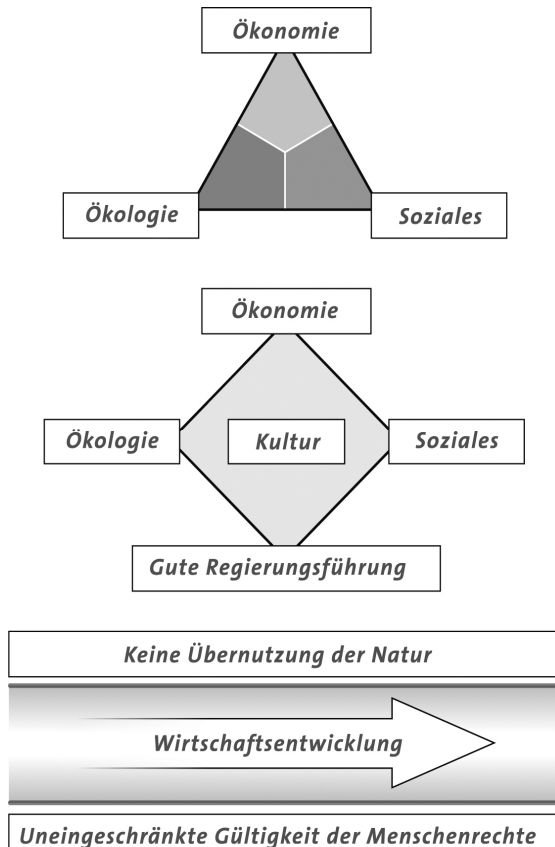 Ökonomie
Ökologie
Soziales
Ökonomie
Ökologie
Kultur
Soziales
Gute Regierungsführung
Keine Übernutzung der Natur
Wirtschaftsentwicklung
Uneingeschränkte Gültigkeit der Menschenrechte